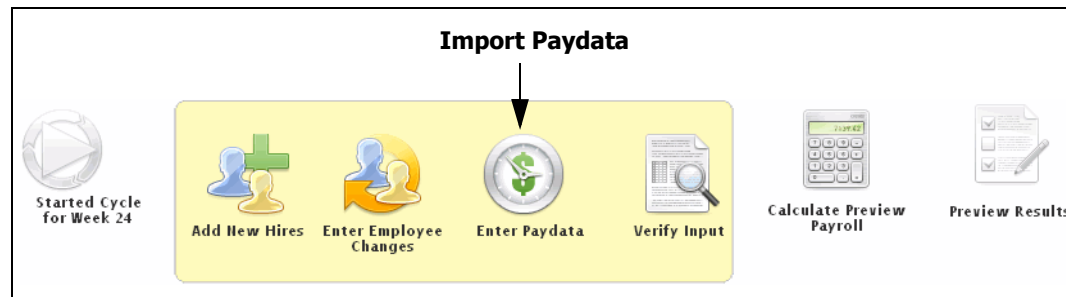 Import Paydata
Started Cycle
for Week 24
Add New Hires
Enter Employee
Changes
Enter Paydata
Verify Input
Calculate Preview
Payroll
Preview Results